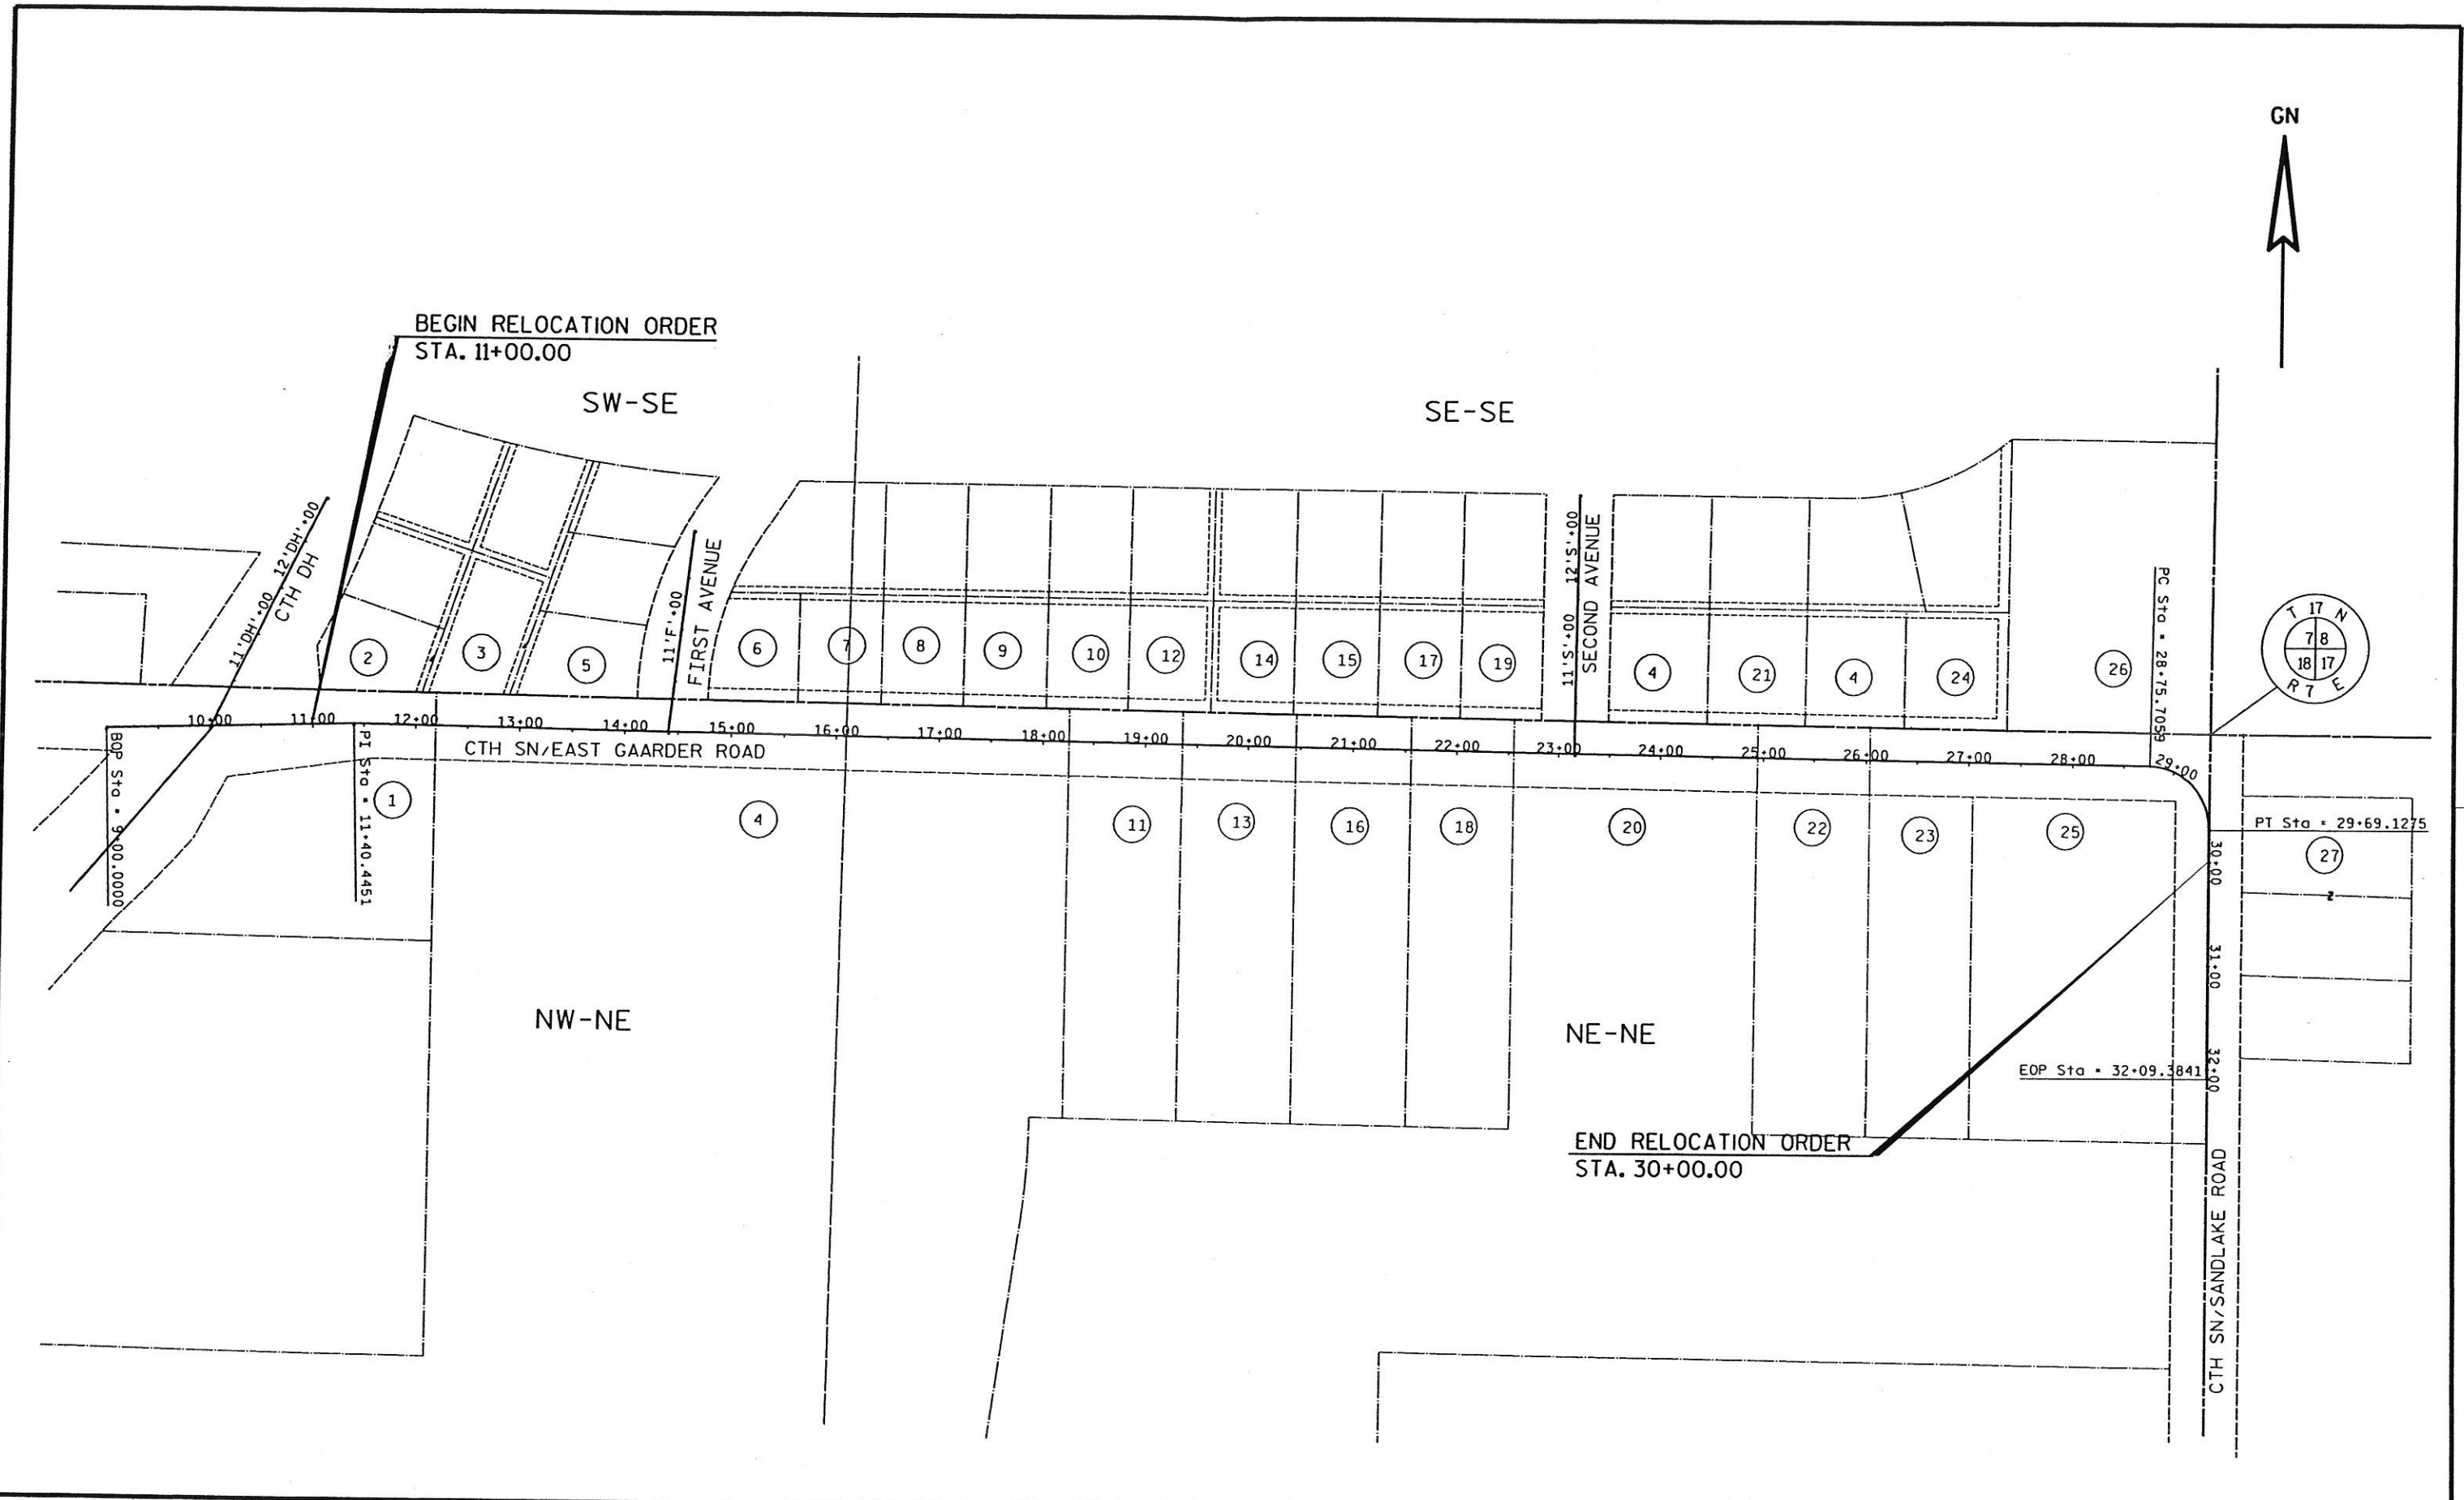 GN
BEGIN RELOCATION ORDER
STA. 11+00.00
SW-SE
SE-SE
11'DH'+00 12'DH'+00
CTH DH
11'F'+00
FIRST AVENUE
11'S'+00 12'S'+00
SECOND AVENUE
PC Sta = 28+75.7059
T 17 N
7 8
18 17
R 7 E
2 3 5 6 7 8 9 10 12 14 15 17 19 4 21 4 24 26
10+00 11+00 12+00 13+00 14+00 15+00 16+00 17+00 18+00 19+00 20+00 21+00 22+00 23+00 24+00 25+00 26+00 27+00 28+00 29+00
CTH SN/EAST GAARDER ROAD
BOP Sta = 9+00.0000
PI Sta = 11+40.4451
1 4 11 13 16 18 20 22 23 25 27
PT Sta = 29+69.1275
30+00
31+00
32+00
NW-NE
NE-NE
EOP Sta = 32+09.3841
END RELOCATION ORDER
STA. 30+00.00
CTH SN/SANDLAKE ROAD